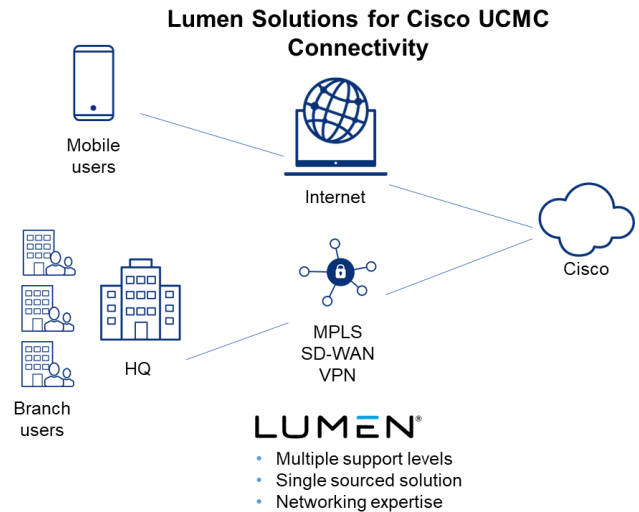 Lumen Solutions for Cisco UCMC
Connectivity
Mobile
users
Internet
Cisco
MPLS
SD-WAN
VPN
HQ
Branch
users
LUMEN®
• Multiple support levels
• Single sourced solution
• Networking expertise